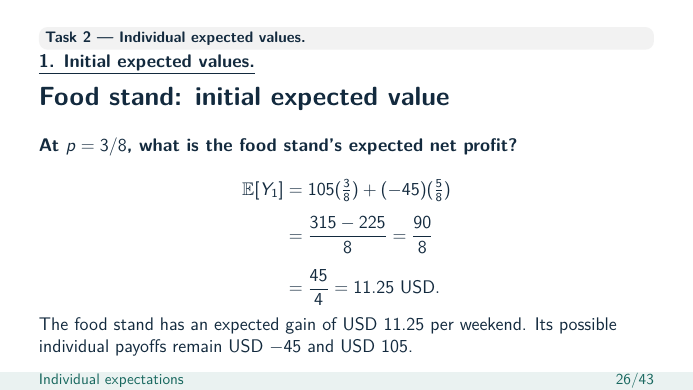 Task 2 — Individual expected values.
1. Initial expected values.
Food stand: initial expected value
At p = 3/8, what is the food stand's expected net profit?
𝔼[Y₁] = 105(3/8) + (−45)(5/8)
= (315 − 225)/8 = 90/8
= 45/4 = 11.25 USD.
The food stand has an expected gain of USD 11.25 per weekend. Its possible
individual payoffs remain USD −45 and USD 105.
Individual expectations 26/43